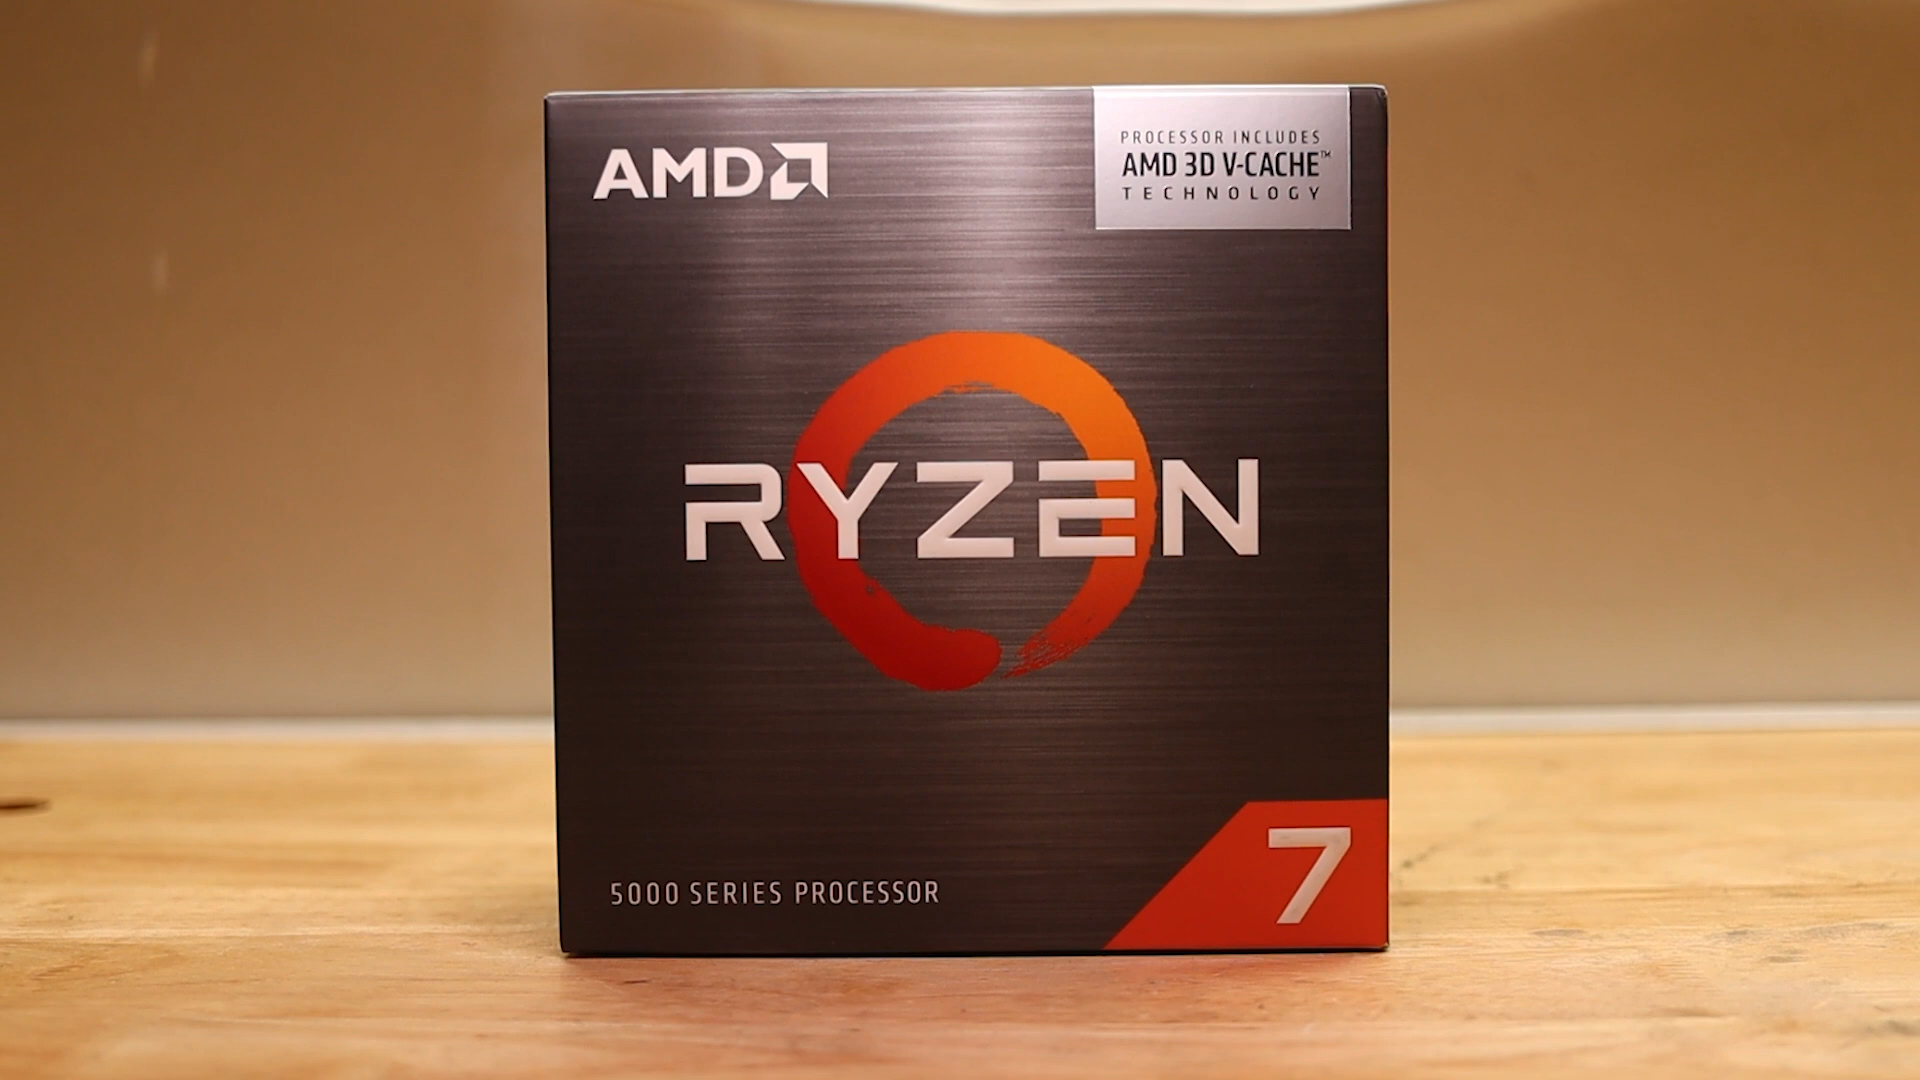 AMD
PROCESSOR INCLUDES
AMD 3D V-CACHE™
TECHNOLOGY
RYZEN
5000 SERIES PROCESSOR
7